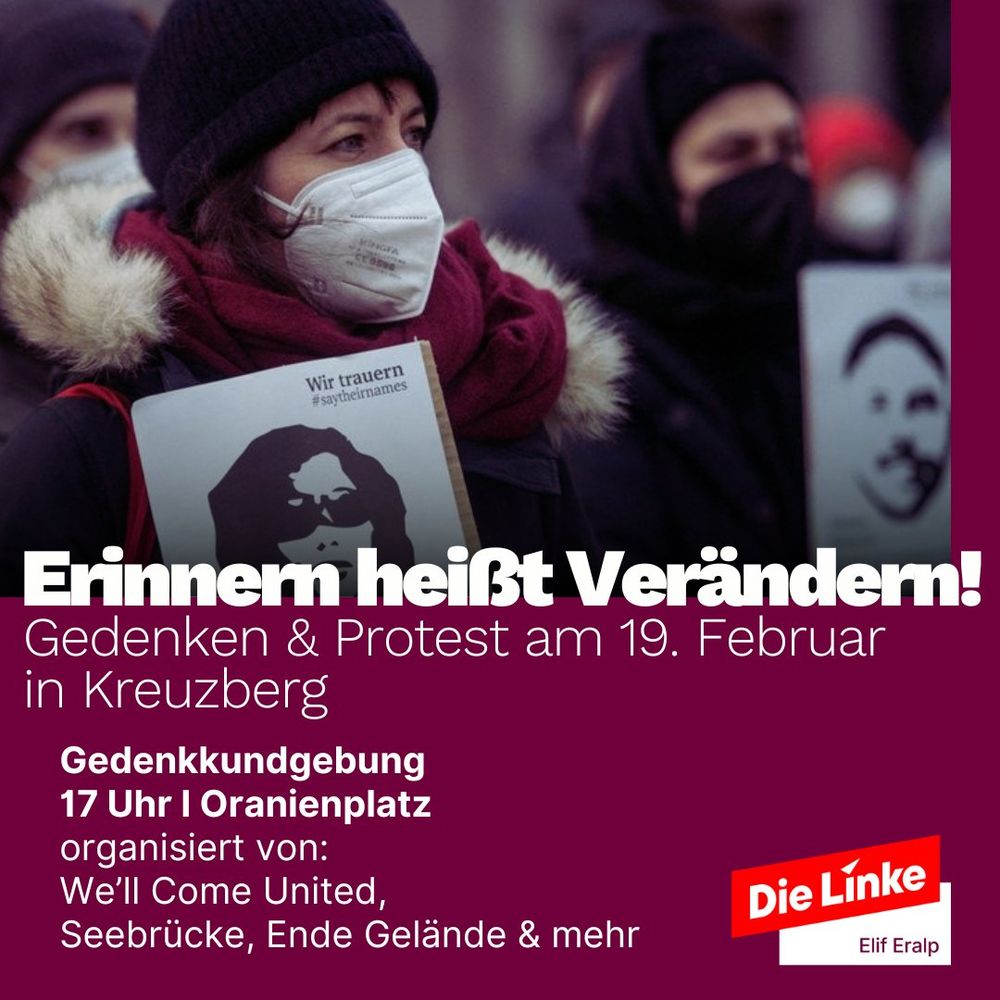 Wir trauern
#saytheirnames
Erinnern heißt Verändern!
Gedenken & Protest am 19. Februar
in Kreuzberg
Gedenkkundgebung
17 Uhr I Oranienplatz
organisiert von:
We’ll Come United,
Seebrücke, Ende Gelände & mehr
Die Linke
Elif Eralp